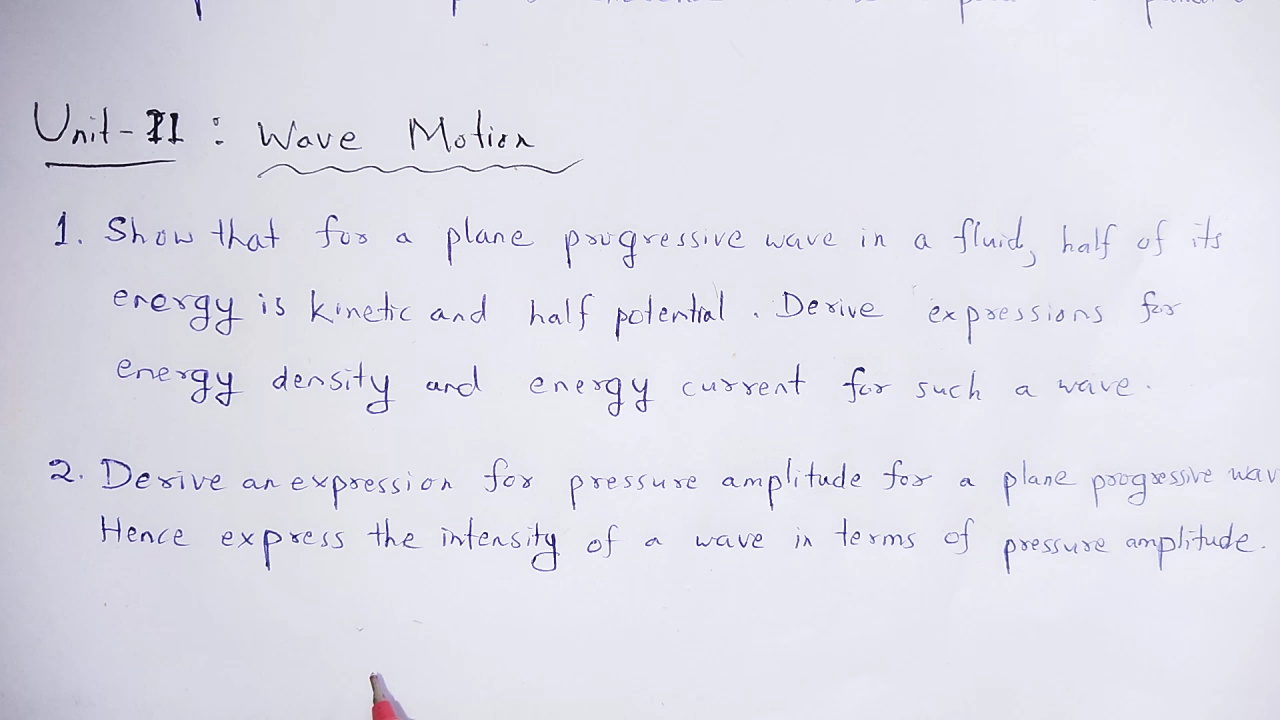 Unit-II : Wave Motion
1. Show that for a plane progressive wave in a fluid, half of its
energy is kinetic and half potential. Derive expressions for
energy density and energy current for such a wave.
2. Derive an expression for pressure amplitude for a plane progressive wav
Hence express the intensity of a wave in terms of pressure amplitude.